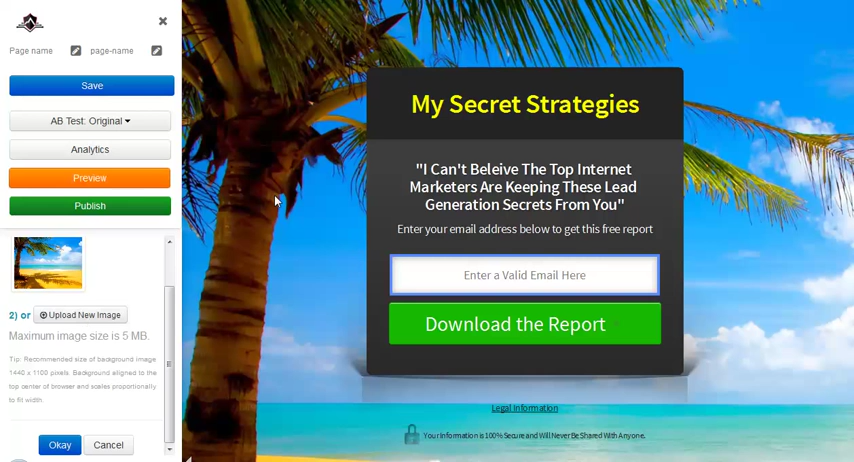 Page name
page-name
Save
AB Test: Original
Analytics
Preview
Publish
2) or Upload New Image
Maximum image size is 5 MB.
Tip: Recommended size of background image
1440 x 1100 pixels. Background aligned to the
top center of browser and scales proportionally
to fit width.
Okay
Cancel
My Secret Strategies
"I Can't Beleive The Top Internet
Marketers Are Keeping These Lead
Generation Secrets From You"
Enter your email address below to get this free report
Enter a Valid Email Here
Download the Report
Legal Information
Your Information is 100% Secure and Will Never Be Shared With Anyone.